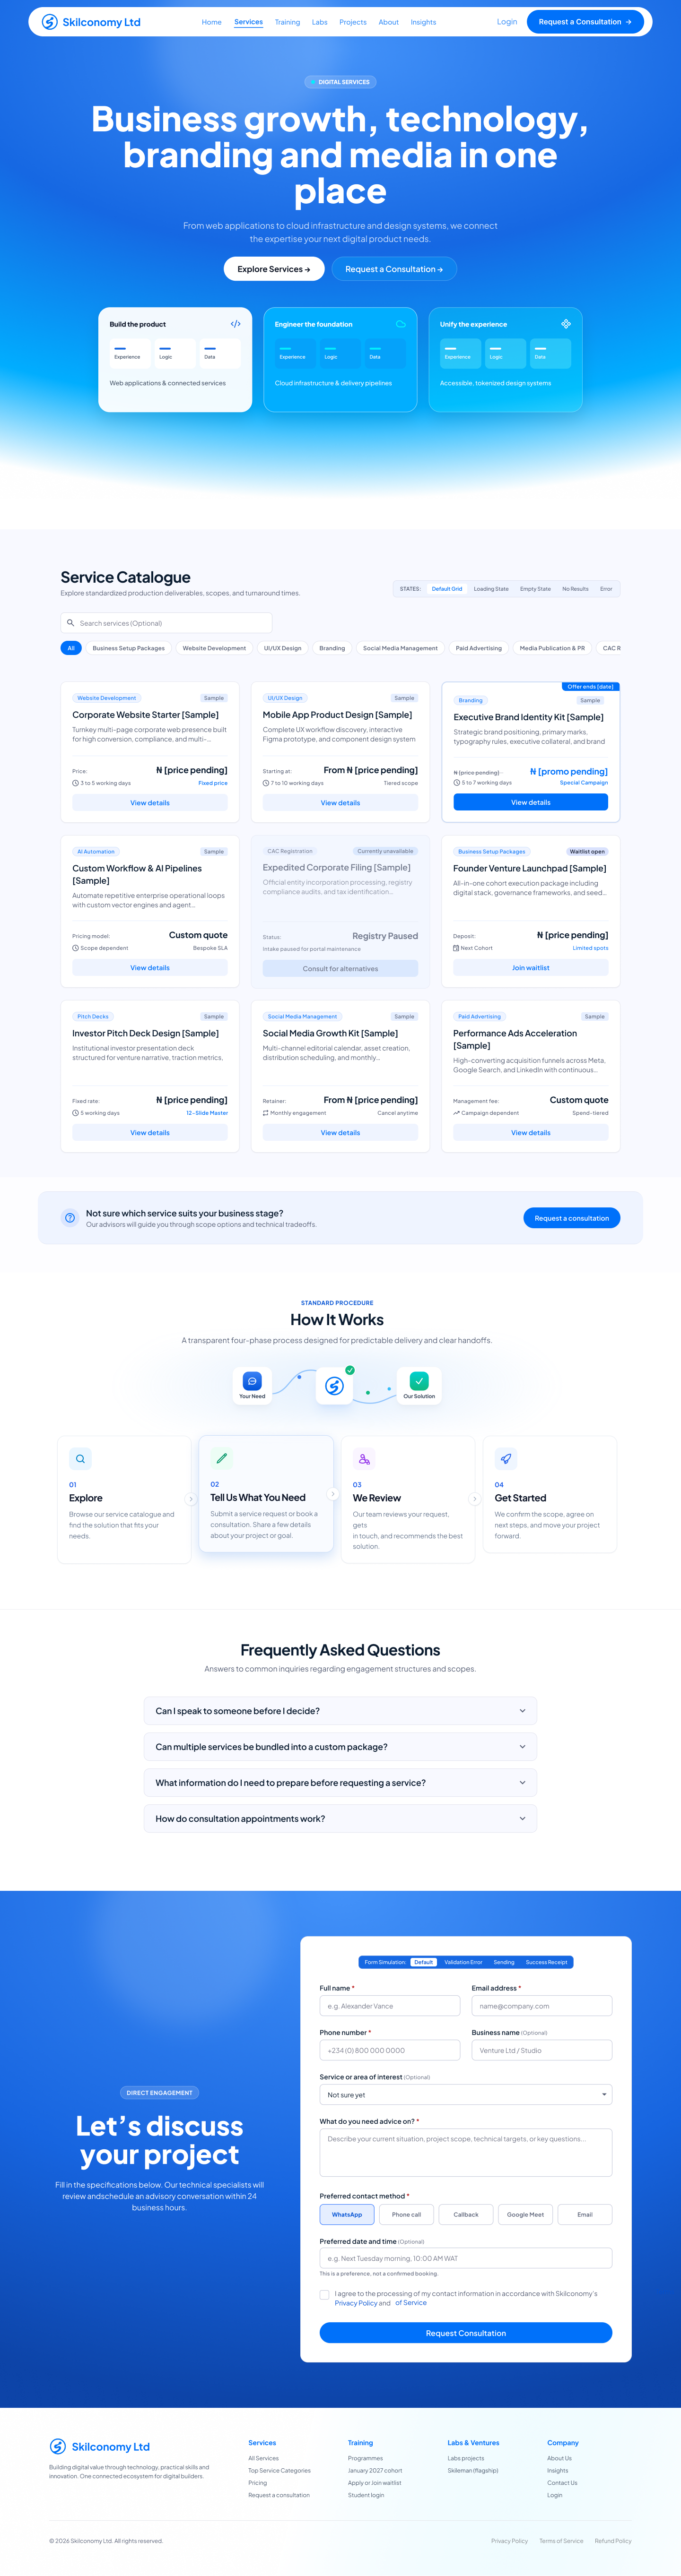 Skilconomy Ltd
Home Services Training Labs Projects About Insights
Login Request a Consultation →
DIGITAL SERVICES
Business growth, technology,
branding and media in one
place
From web applications to cloud infrastructure and design systems, we connect
the expertise your next digital product needs.
Explore Services →
Request a Consultation →
Build the product
Experience Logic Data
Web applications & connected services
Engineer the foundation
Experience Logic Data
Cloud infrastructure & delivery pipelines
Unify the experience
Experience Logic Data
Accessible, tokenized design systems
Service Catalogue
Explore standardized production deliverables, scopes, and turnaround times.
STATES: Default Grid Loading State Empty State No Results Error
Search services (Optional)
All Business Setup Packages Website Development UI/UX Design Branding Social Media Management Paid Advertising Media Publication & PR CAC R
Website Development Sample
Corporate Website Starter [Sample]
Turnkey multi-page corporate web presence built
for high conversion, compliance, and multi-...
Price: ₦ [price pending]
3 to 5 working days Fixed price
View details
UI/UX Design Sample
Mobile App Product Design [Sample]
Complete UX workflow discovery, interactive
Figma prototype, and component design system
Starting at: From ₦ [price pending]
7 to 10 working days Tiered scope
View details
Offer ends [date]
Branding Sample
Executive Brand Identity Kit [Sample]
Strategic brand positioning, primary marks,
typography rules, executive collateral, and brand
₦ [price pending] ₦ [promo pending]
5 to 7 working days Special Campaign
View details
AI Automation Sample
Custom Workflow & AI Pipelines
[Sample]
Automate repetitive enterprise operational loops
with custom vector engines and agent...
Pricing model: Custom quote
Scope dependent Bespoke SLA
View details
CAC Registration Currently unavailable
Expedited Corporate Filing [Sample]
Official entity incorporation processing, registry
compliance audits, and tax identification...
Status: Registry Paused
Intake paused for portal maintenance
Consult for alternatives
Business Setup Packages Waitlist open
Founder Venture Launchpad [Sample]
All-in-one cohort execution package including
digital stack, governance frameworks, and seed...
Deposit: ₦ [price pending]
Next Cohort Limited spots
Join waitlist
Pitch Decks Sample
Investor Pitch Deck Design [Sample]
Institutional investor presentation deck
structured for venture narrative, traction metrics,
Fixed rate: ₦ [price pending]
5 working days 12-Slide Master
View details
Social Media Management Sample
Social Media Growth Kit [Sample]
Multi-channel editorial calendar, asset creation,
distribution scheduling, and monthly...
Retainer: From ₦ [price pending]
Monthly engagement Cancel anytime
View details
Paid Advertising Sample
Performance Ads Acceleration
[Sample]
High-converting acquisition funnels across Meta,
Google Search, and LinkedIn with continuous...
Management fee: Custom quote
Campaign dependent Spend-tiered
View details
Not sure which service suits your business stage?
Our advisors will guide you through scope options and technical tradeoffs.
Request a consultation
STANDARD PROCEDURE
How It Works
A transparent four-phase process designed for predictable delivery and clear handoffs.
Your Need
Our Solution
01
Explore
Browse our service catalogue and
find the solution that fits your
needs.
02
Tell Us What You Need
Submit a service request or book a
consultation. Share a few details
about your project or goal.
03
We Review
Our team reviews your request,
gets
in touch, and recommends the best
solution.
04
Get Started
We confirm the scope, agree on
next steps, and move your project
forward.
Frequently Asked Questions
Answers to common inquiries regarding engagement structures and scopes.
Can I speak to someone before I decide?
Can multiple services be bundled into a custom package?
What information do I need to prepare before requesting a service?
How do consultation appointments work?
DIRECT ENGAGEMENT
Let's discuss
your project
Fill in the specifications below. Our technical specialists will
review andschedule an advisory conversation within 24
business hours.
Form Simulation: Default Validation Error Sending Success Receipt
Full name * Email address *
e.g. Alexander Vance name@company.com
Phone number * Business name (Optional)
+234 (0) 800 000 0000 Venture Ltd / Studio
Service or area of interest (Optional)
Not sure yet
What do you need advice on? *
Describe your current situation, project scope, technical targets, or key questions...
Preferred contact method *
WhatsApp Phone call Callback Google Meet Email
Preferred date and time (Optional)
e.g. Next Tuesday morning, 10:00 AM WAT
This is a preference, not a confirmed booking.
I agree to the processing of my contact information in accordance with Skilconomy's
Privacy Policy and of Service
Request Consultation
Skilconomy Ltd
Building digital value through technology, practical skills and
innovation. One connected ecosystem for digital builders.
Services
All Services
Top Service Categories
Pricing
Request a consultation
Training
Programmes
January 2027 cohort
Apply or Join waitlist
Student login
Labs & Ventures
Labs projects
Skileman (flagship)
Company
About Us
Insights
Contact Us
Login
© 2026 Skilconomy Ltd. All rights reserved.
Privacy Policy Terms of Service Refund Policy